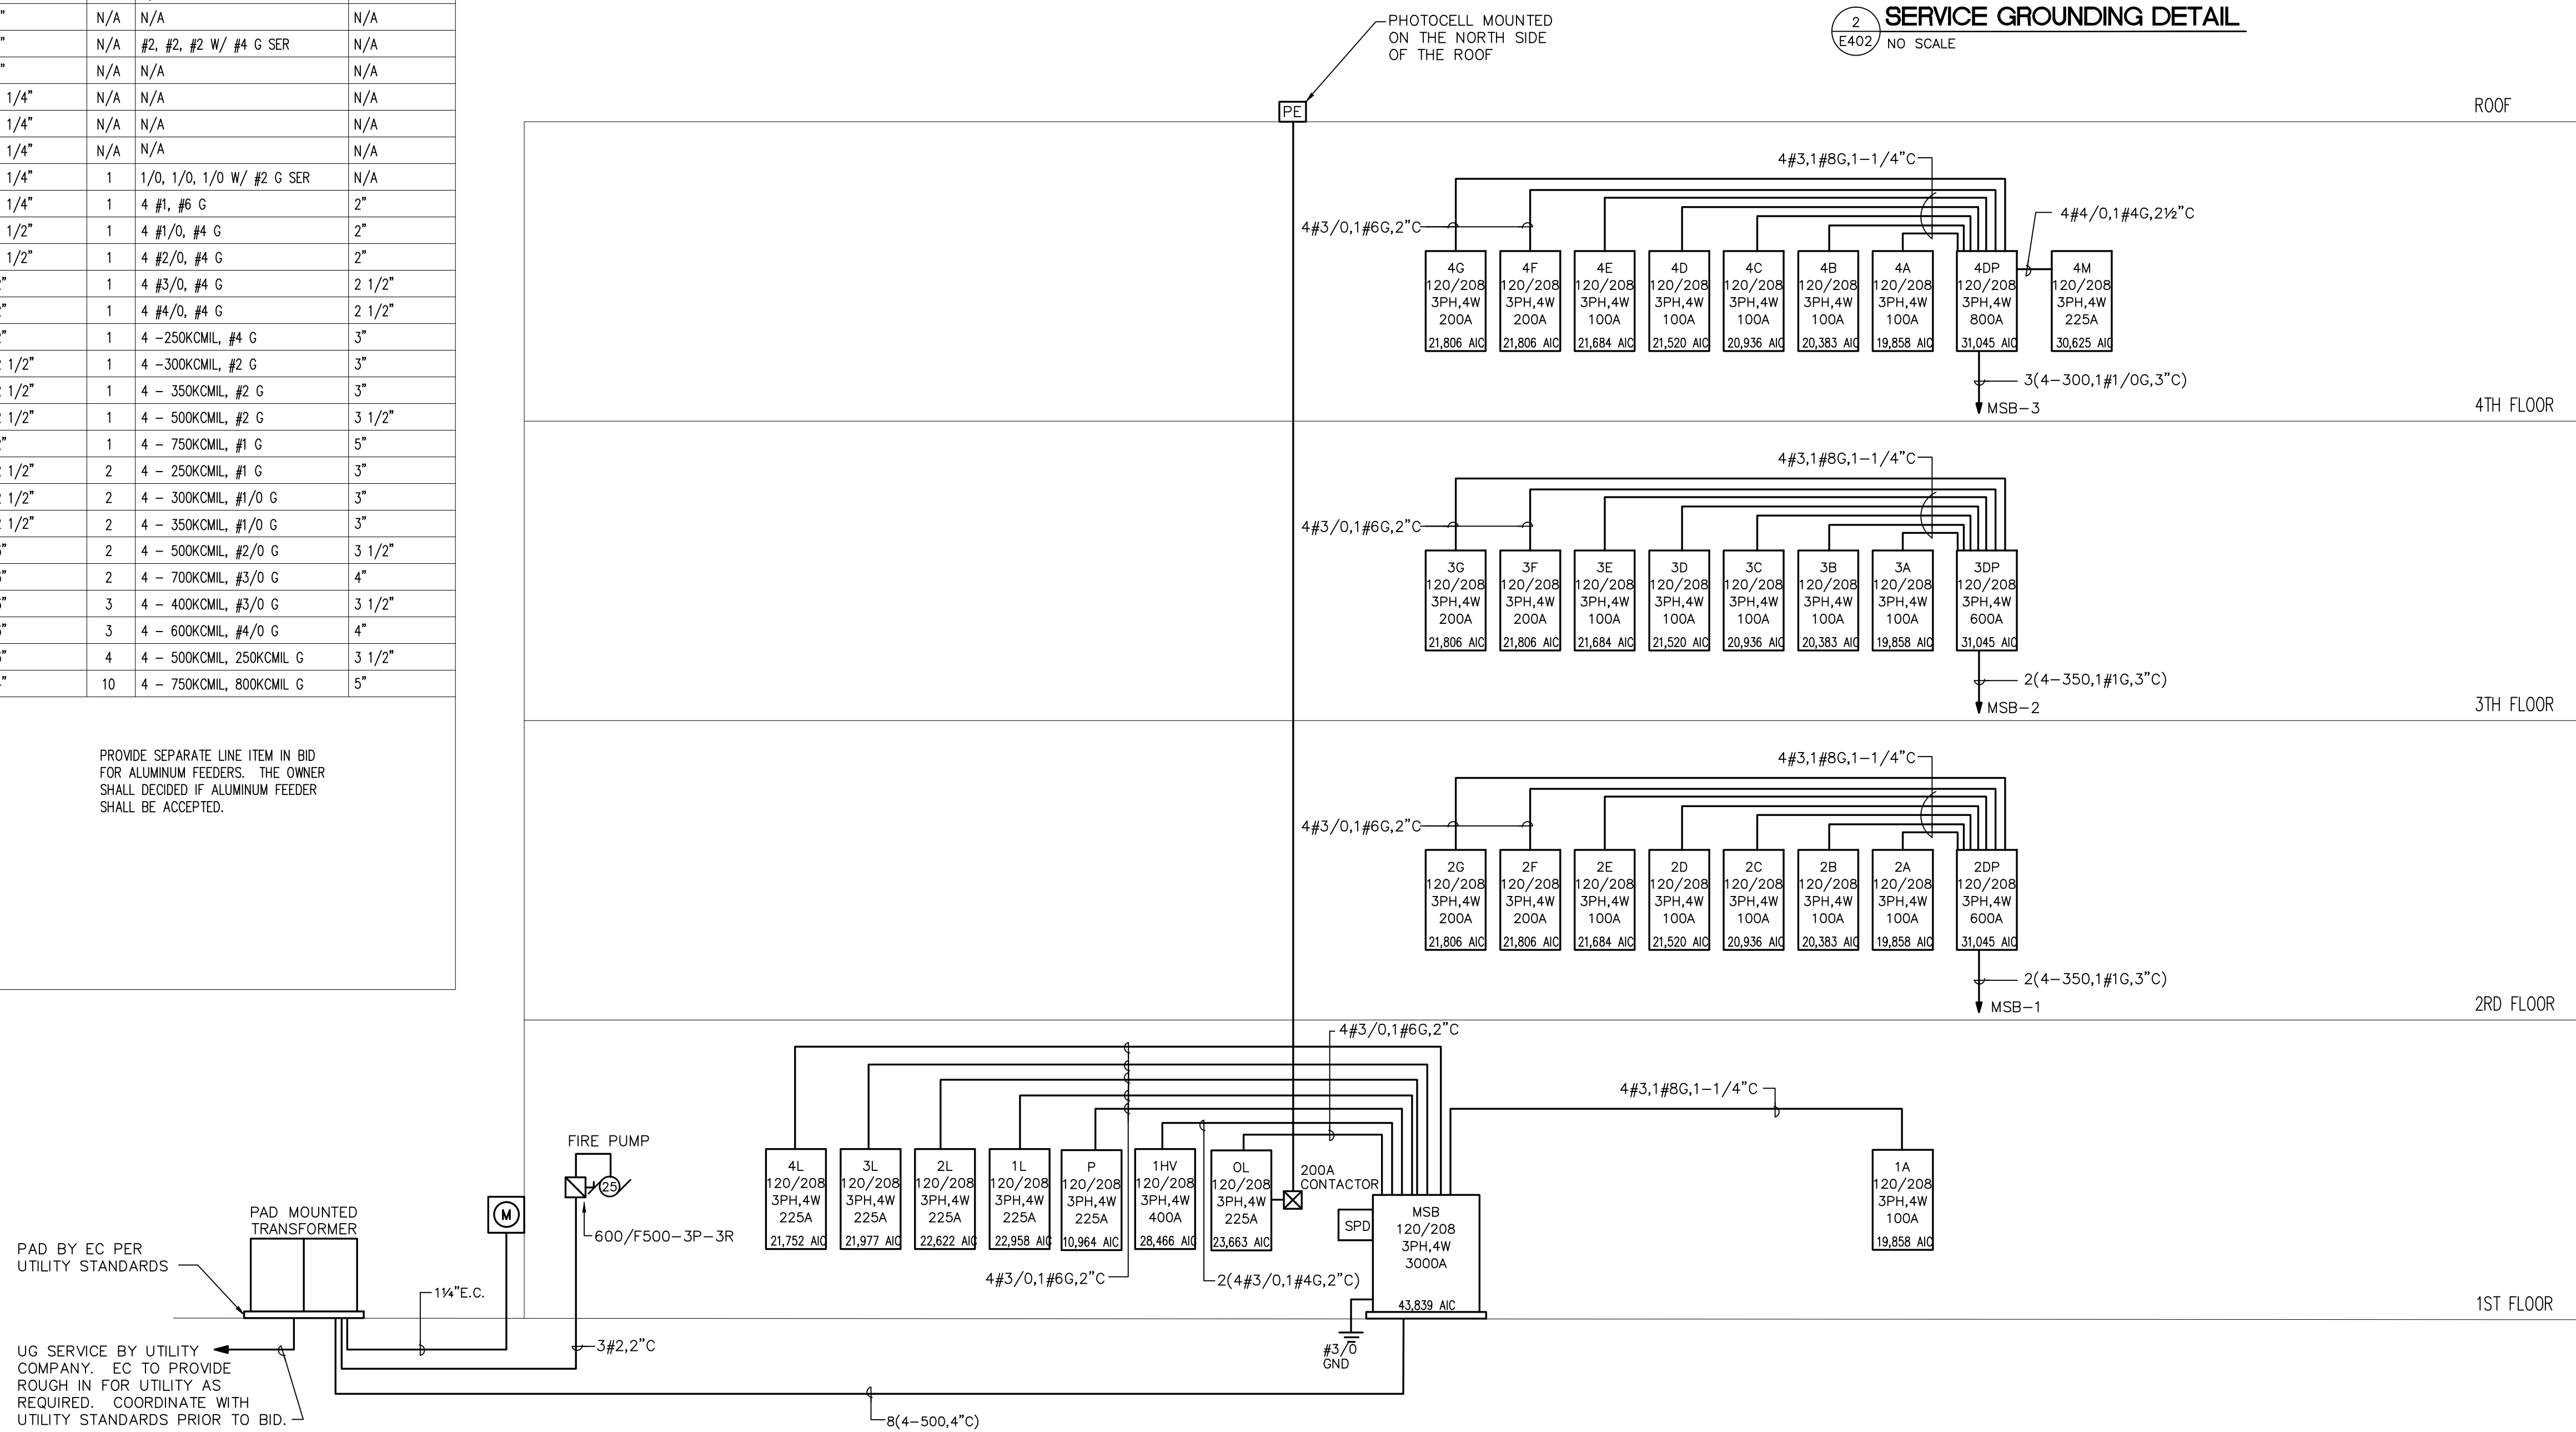 ” N/A N/A N/A
” N/A #2, #2, #2 W/ #4 G SER N/A
” N/A N/A N/A
1/4” N/A N/A N/A
1/4” N/A N/A N/A
1/4” N/A N/A N/A
1/4” 1 1/0, 1/0, 1/0 W/ #2 G SER N/A
1/4” 1 4 #1, #6 G 2”
1/2” 1 4 #1/0, #4 G 2”
1/2” 1 4 #2/0, #4 G 2”
” 1 4 #3/0, #4 G 2 1/2”
” 1 4 #4/0, #4 G 2 1/2”
” 1 4 -250KCMIL, #4 G 3”
1/2” 1 4 -300KCMIL, #2 G 3”
1/2” 1 4 - 350KCMIL, #2 G 3”
1/2” 1 4 - 500KCMIL, #2 G 3 1/2”
” 1 4 - 750KCMIL, #1 G 5”
1/2” 2 4 - 250KCMIL, #1 G 3”
1/2” 2 4 - 300KCMIL, #1/0 G 3”
1/2” 2 4 - 350KCMIL, #1/0 G 3”
” 2 4 - 500KCMIL, #2/0 G 3 1/2”
” 2 4 - 700KCMIL, #3/0 G 4”
” 3 4 - 400KCMIL, #3/0 G 3 1/2”
” 3 4 - 600KCMIL, #4/0 G 4”
” 4 4 - 500KCMIL, 250KCMIL G 3 1/2”
” 10 4 - 750KCMIL, 800KCMIL G 5”
PROVIDE SEPARATE LINE ITEM IN BID
FOR ALUMINUM FEEDERS. THE OWNER
SHALL DECIDED IF ALUMINUM FEEDER
SHALL BE ACCEPTED.
PHOTOCELL MOUNTED
ON THE NORTH SIDE
OF THE ROOF
2
E402
SERVICE GROUNDING DETAIL
NO SCALE
PE
ROOF
4#3,1#8G,1-1/4”C
4#3/0,1#6G,2”C
4#4/0,1#4G,2½”C
4G 4F 4E 4D 4C 4B 4A 4DP 4M
120/208 120/208 120/208 120/208 120/208 120/208 120/208 120/208 120/208
3PH,4W 3PH,4W 3PH,4W 3PH,4W 3PH,4W 3PH,4W 3PH,4W 3PH,4W 3PH,4W
200A 200A 100A 100A 100A 100A 100A 800A 225A
21,806 AIC 21,806 AIC 21,684 AIC 21,520 AIC 20,936 AIC 20,383 AIC 19,858 AIC 31,045 AIC 30,625 AIC
3(4-300,1#1/0G,3”C)
MSB-3
4TH FLOOR
4#3,1#8G,1-1/4”C
4#3/0,1#6G,2”C
3G 3F 3E 3D 3C 3B 3A 3DP
120/208 120/208 120/208 120/208 120/208 120/208 120/208 120/208
3PH,4W 3PH,4W 3PH,4W 3PH,4W 3PH,4W 3PH,4W 3PH,4W 3PH,4W
200A 200A 100A 100A 100A 100A 100A 600A
21,806 AIC 21,806 AIC 21,684 AIC 21,520 AIC 20,936 AIC 20,383 AIC 19,858 AIC 31,045 AIC
2(4-350,1#1G,3”C)
MSB-2
3TH FLOOR
4#3,1#8G,1-1/4”C
4#3/0,1#6G,2”C
2G 2F 2E 2D 2C 2B 2A 2DP
120/208 120/208 120/208 120/208 120/208 120/208 120/208 120/208
3PH,4W 3PH,4W 3PH,4W 3PH,4W 3PH,4W 3PH,4W 3PH,4W 3PH,4W
200A 200A 100A 100A 100A 100A 100A 600A
21,806 AIC 21,806 AIC 21,684 AIC 21,520 AIC 20,936 AIC 20,383 AIC 19,858 AIC 31,045 AIC
2(4-350,1#1G,3”C)
MSB-1
2RD FLOOR
4#3/0,1#6G,2”C
4#3,1#8G,1-1/4”C
FIRE PUMP
25
600/F500-3P-3R
4L 3L 2L 1L P 1HV OL
120/208 120/208 120/208 120/208 120/208 120/208 120/208
3PH,4W 3PH,4W 3PH,4W 3PH,4W 3PH,4W 3PH,4W 3PH,4W
225A 225A 225A 225A 225A 400A 225A
21,752 AIC 21,977 AIC 22,622 AIC 22,958 AIC 10,964 AIC 28,466 AIC 23,663 AIC
200A
CONTACTOR
SPD
MSB
120/208
3PH,4W
3000A
43,839 AIC
1A
120/208
3PH,4W
100A
19,858 AIC
4#3/0,1#6G,2”C
2(4#3/0,1#4G,2”C)
#3/0
GND
1ST FLOOR
M
PAD MOUNTED
TRANSFORMER
PAD BY EC PER
UTILITY STANDARDS
1¼”E.C.
3#2,2”C
UG SERVICE BY UTILITY
COMPANY. EC TO PROVIDE
ROUGH IN FOR UTILITY AS
REQUIRED. COORDINATE WITH
UTILITY STANDARDS PRIOR TO BID.
8(4-500,4”C)